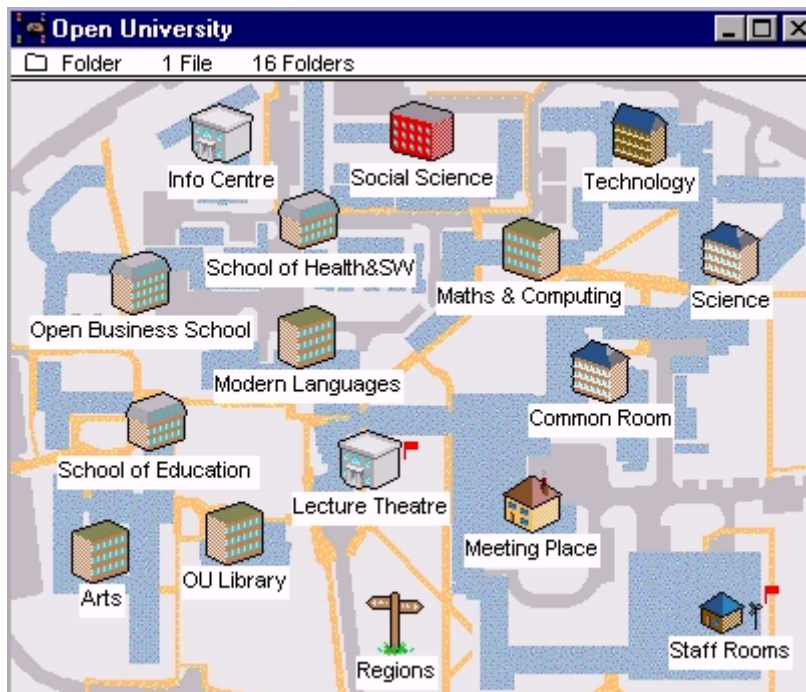 Open University
Folder 1 File 16 Folders
Info Centre
Social Science
Technology
School of Health&SW
Maths & Computing
Science
Open Business School
Modern Languages
Common Room
School of Education
Lecture Theatre
Meeting Place
OU Library
Arts
Regions
Staff Rooms